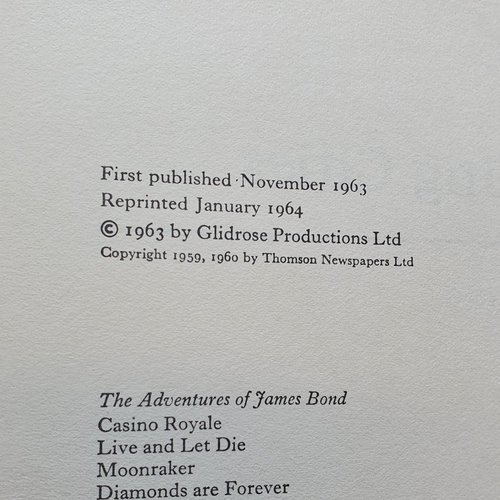 First published November 1963
Reprinted January 1964
© 1963 by Glidrose Productions Ltd
Copyright 1959, 1960 by Thomson Newspapers Ltd
The Adventures of James Bond
Casino Royale
Live and Let Die
Moonraker
Diamonds are Forever